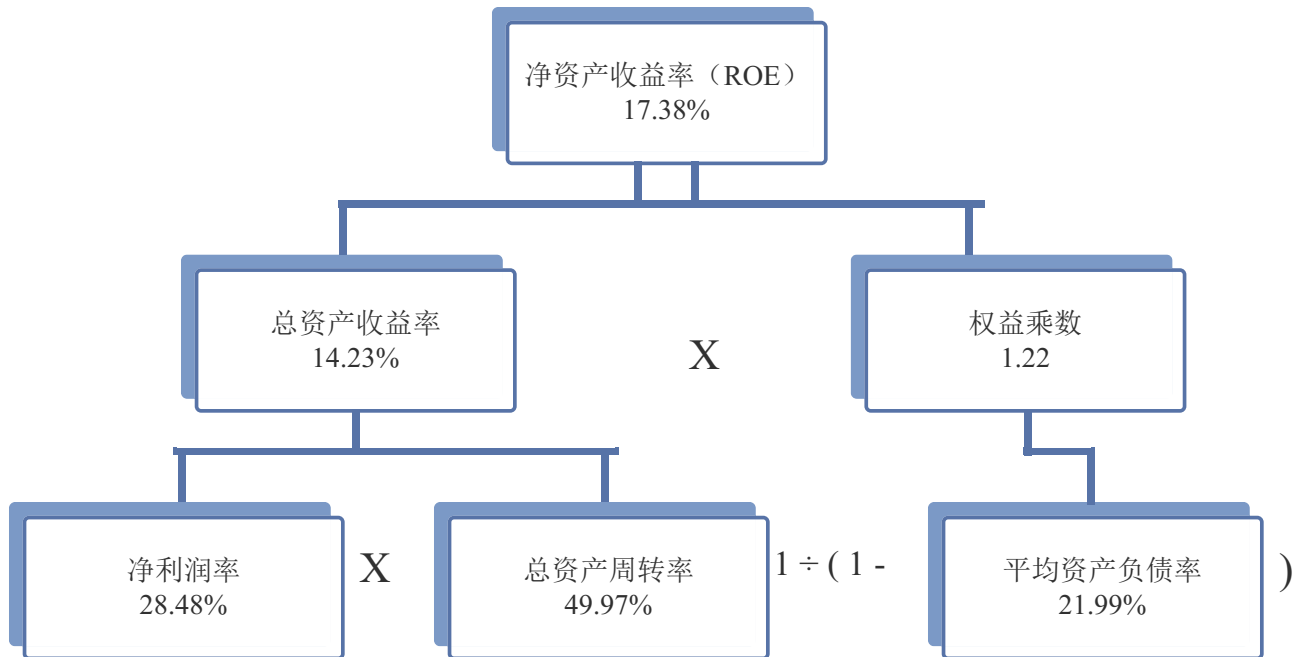 净资产收益率（ROE）
17.38%
总资产收益率
14.23%
X
权益乘数
1.22
净利润率
28.48%
X
总资产周转率
49.97%
1 ÷ ( 1 -
平均资产负债率
21.99%
)